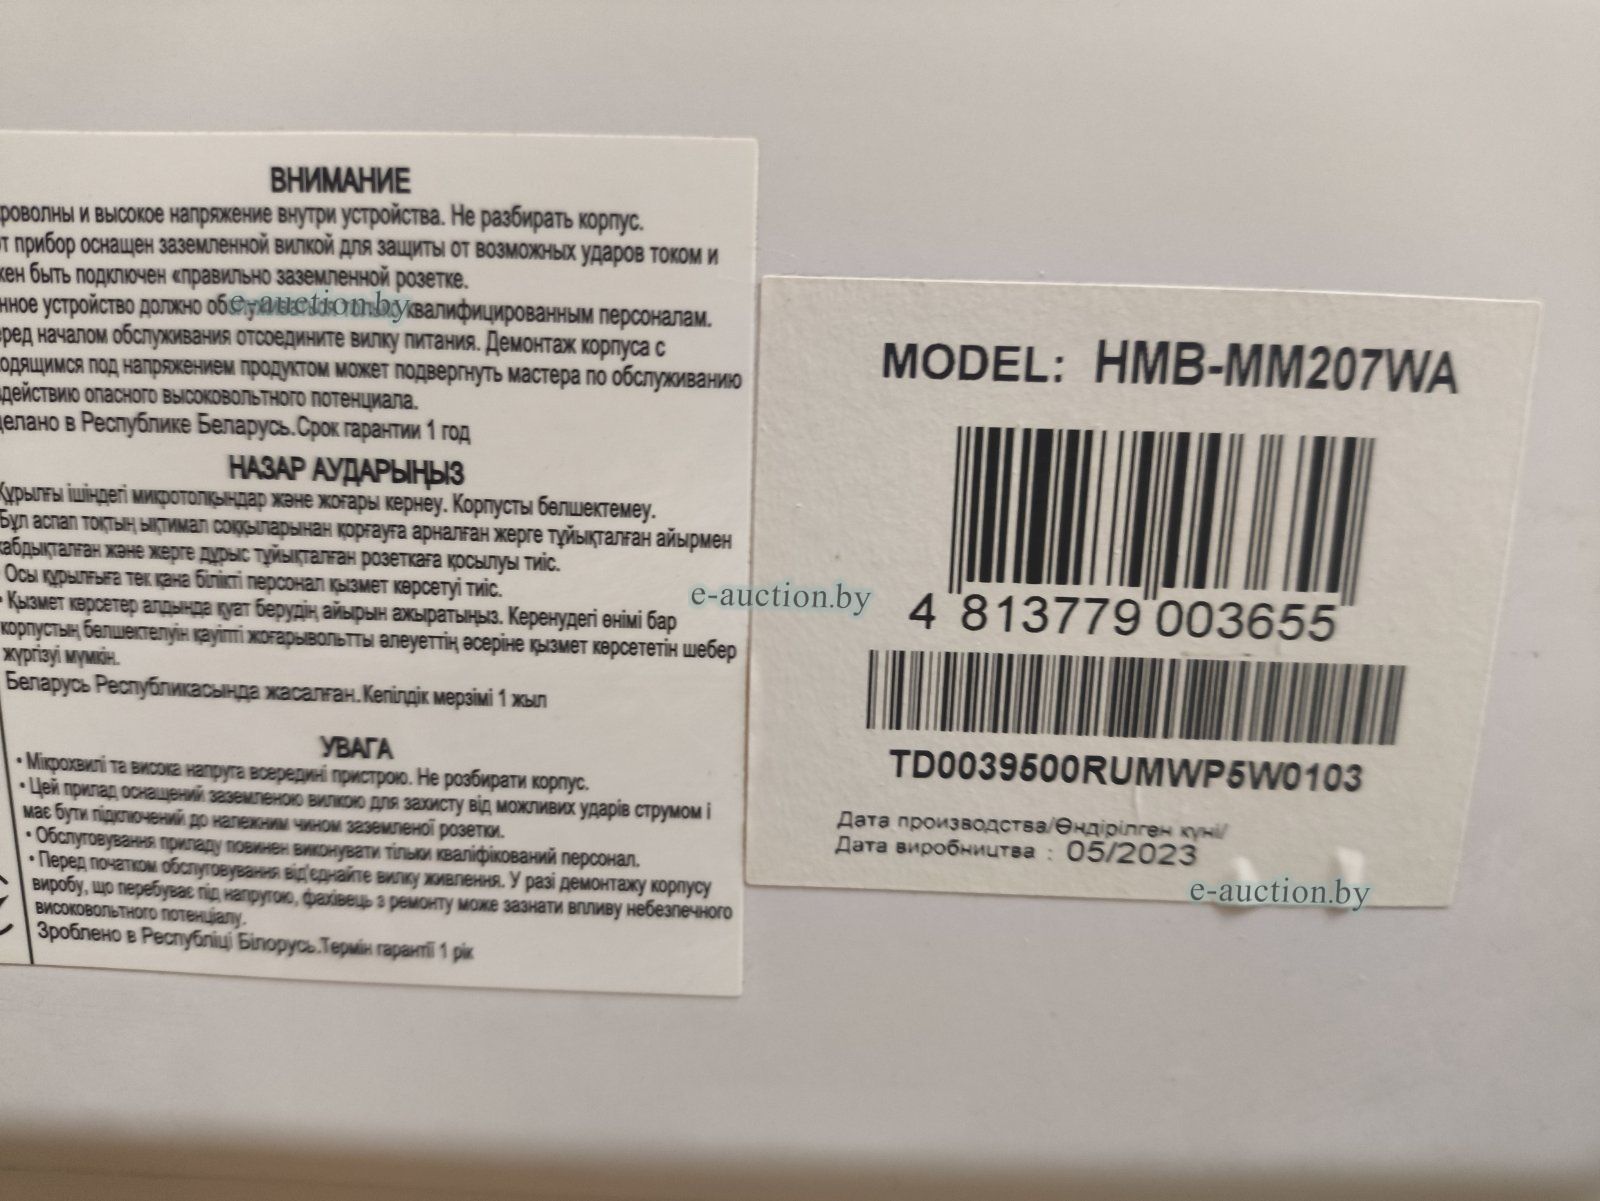 ВНИМАНИЕ
роволны и высокое напряжение внутри устройства. Не разбирать корпус.
т прибор оснащен заземленной вилкой для защиты от возможных ударов током и
жен быть подключен «правильно заземленной розетке.
нное устройство должно квалифицированным персоналам.
еред началом обслуживания отсоедините вилку питания. Демонтаж корпуса с
одящимся под напряжением продуктом может подвергнуть мастера по обслуживанию
здействию опасного высоковольтного потенциала.
делано в Республике Беларусь.Срок гарантии 1 год
НАЗАР АУДАРЫҢЫЗ
Құрылғы ішіндегі микротолқындар және жоғары кернеу. Корпусты бөлшектемеу.
Бұл аспап тоқтың ықтимал соққыларынан қорғауға арналған жерге тұйықталған айырмен
жабдықталған және жерге дұрыс тұйықталған розеткаға қосылуы тиіс.
Осы құрылғыға тек қана білікті персонал қызмет көрсетуі тиіс.
• Қызмет көрсетер алдында қуат берудің айырын ажыратыңыз. Керенудегі өнімі бар
корпустың бөлшектелуін қауіпті жоғарывольтты әлеуеттің әсеріне қызмет көрсететін шебер
жүргізуі мүмкін.
Беларусь Республикасында жасалған.Кепілдік мерзімі 1 жыл
УВАГА
• Мікрохвилі та висока напруга всередині пристрою. Не розбирати корпус.
• Цей прилад оснащений заземленою вилкою для захисту від можливих ударів струмом і
має бути підключений до належним чином заземленої розетки.
• Обслуговування приладу повинен виконувати тільки кваліфікований персонал.
• Перед початком обслуговування від'єднайте вилку живлення. У разі демонтажу корпусу
виробу, що перебуває під напругою, фахівець з ремонту може зазнати впливу небезпечного
високовольтного потенціалу.
Зроблено в Республіці Білорусь.Термін гарантії 1 рік
MODEL: HMB-MM207WA
4 813779 003655
TD0039500RUMWP5W0103
Дата производства/Өндірілген күні/
Дата виробництва : 05/2023
e-auction.by
e-auction.by
e-auction.by